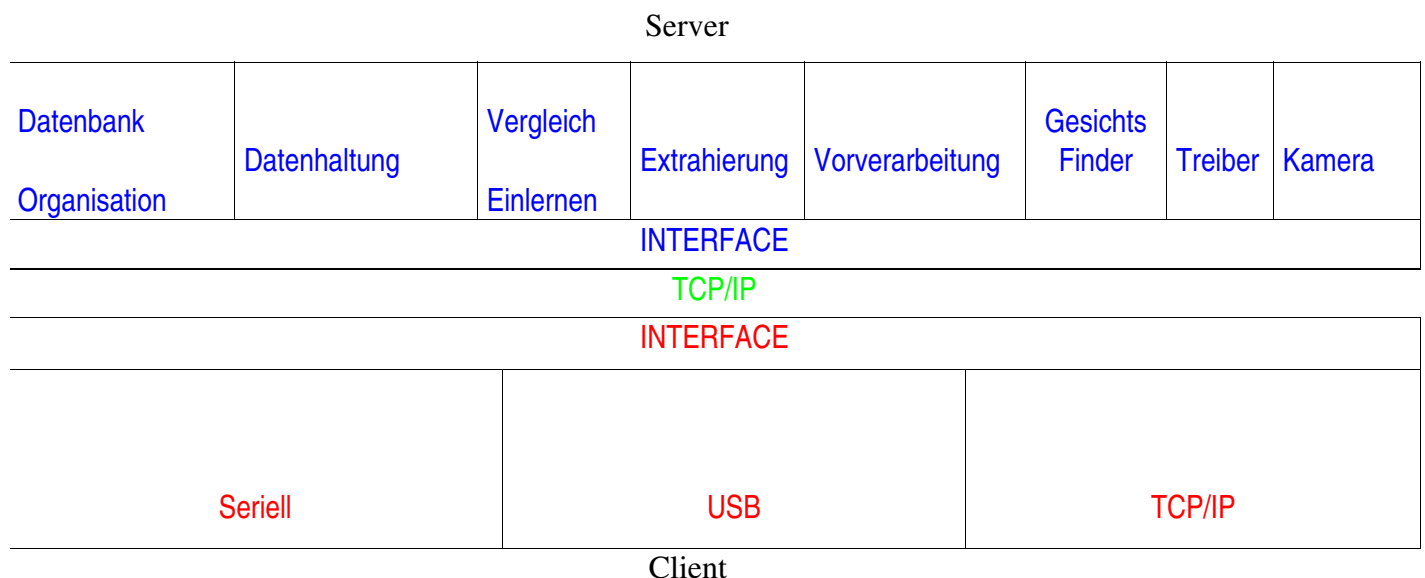 Server
Datenbank
Organisation
Datenhaltung
Vergleich
Einlernen
Extrahierung
Vorverarbeitung
Gesichts
Finder
Treiber
Kamera
INTERFACE
TCP/IP
INTERFACE
Seriell
USB
TCP/IP
Client